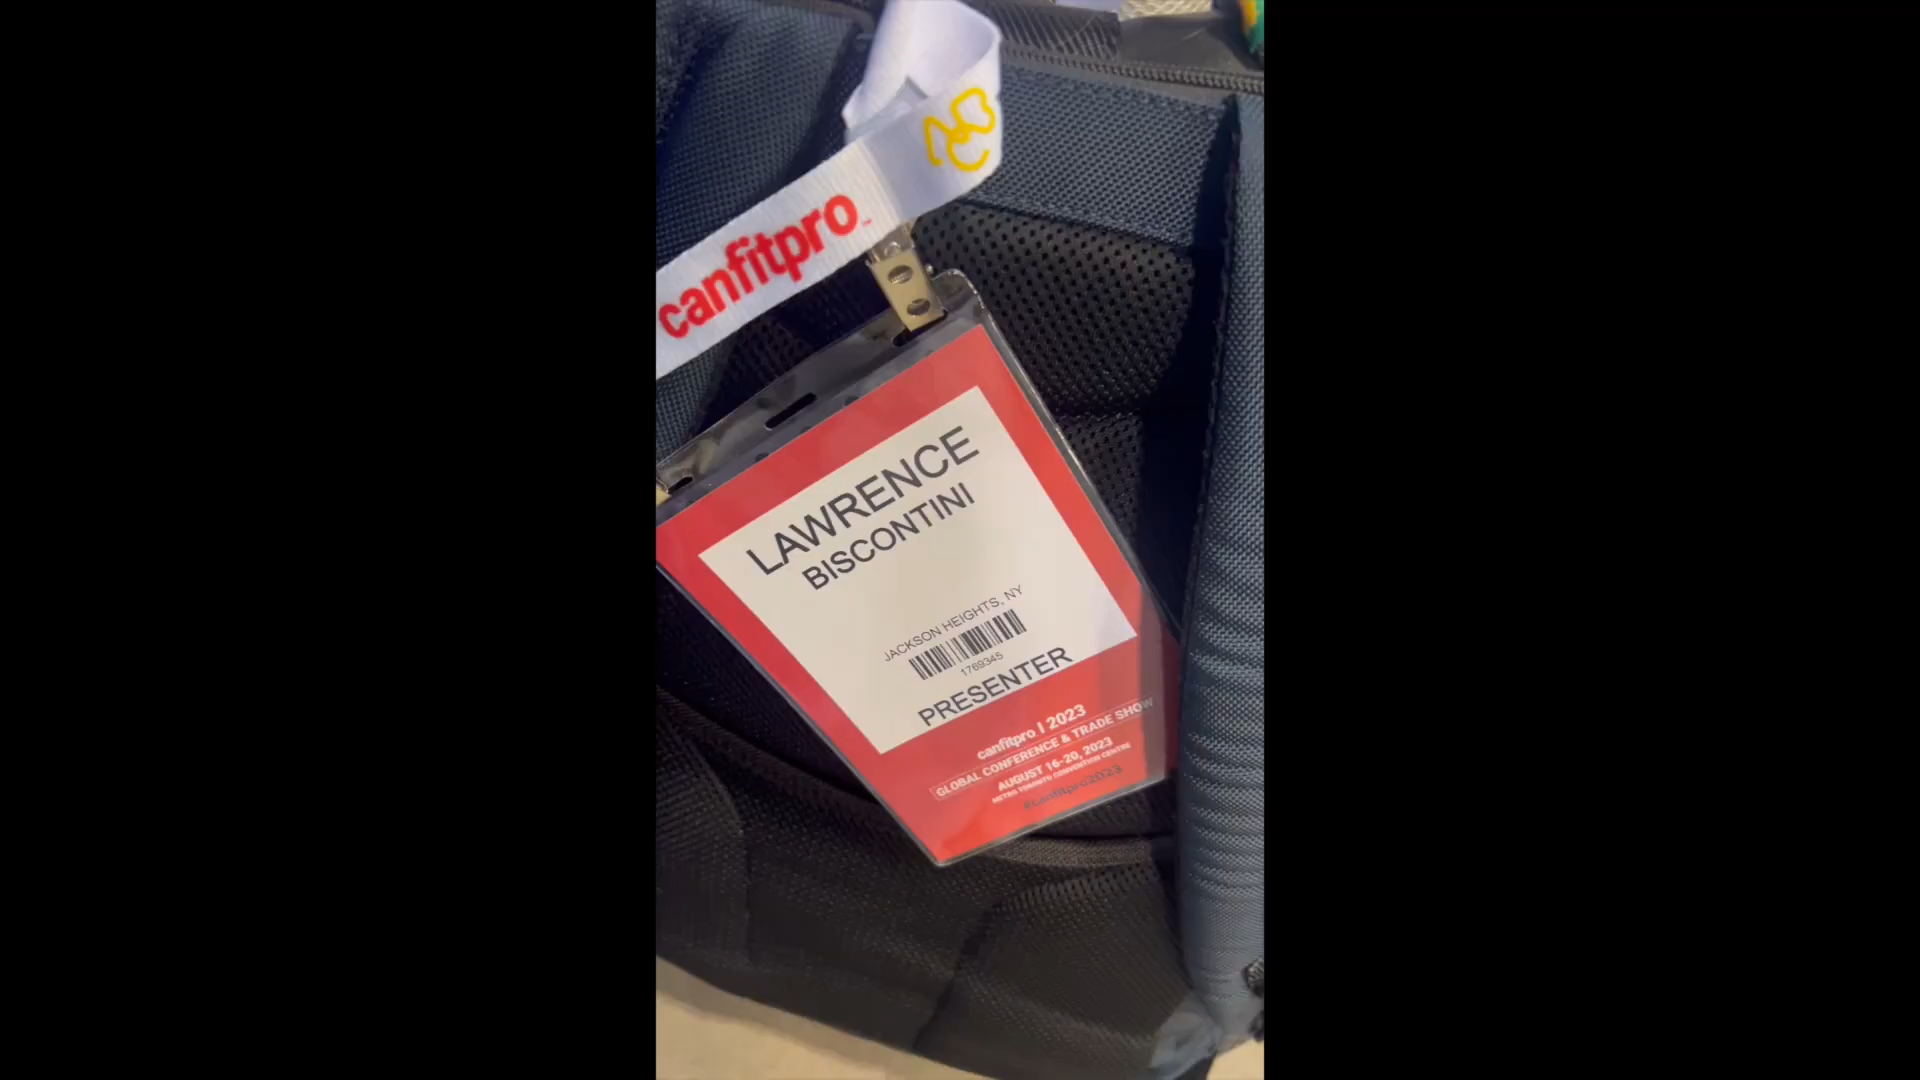 canfitpro™
LAWRENCE
BISCONTINI
JACKSON HEIGHTS, NY
1769345
PRESENTER
canfitpro | 2023
GLOBAL CONFERENCE & TRADE SHOW
AUGUST 16-20, 2023
METRO TORONTO CONVENTION CENTRE
#canfitpro2023